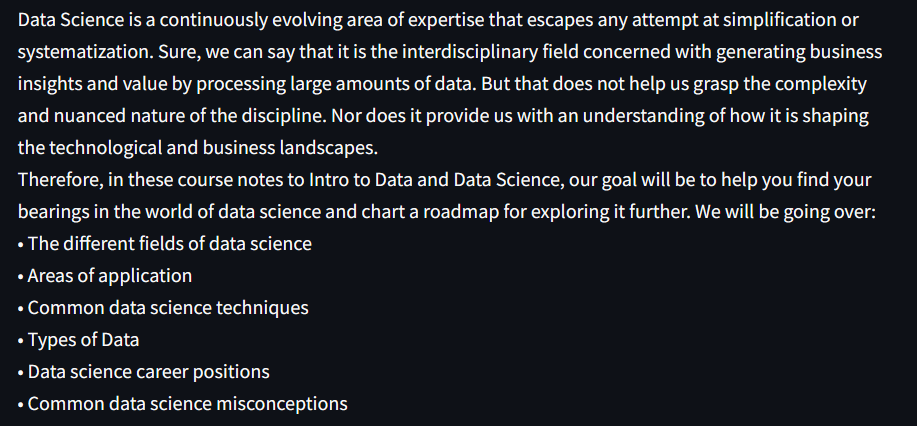 Data Science is a continuously evolving area of expertise that escapes any attempt at simplification or
systematization. Sure, we can say that it is the interdisciplinary field concerned with generating business
insights and value by processing large amounts of data. But that does not help us grasp the complexity
and nuanced nature of the discipline. Nor does it provide us with an understanding of how it is shaping
the technological and business landscapes.
Therefore, in these course notes to Intro to Data and Data Science, our goal will be to help you find your
bearings in the world of data science and chart a roadmap for exploring it further. We will be going over:
• The different fields of data science
• Areas of application
• Common data science techniques
• Types of Data
• Data science career positions
• Common data science misconceptions